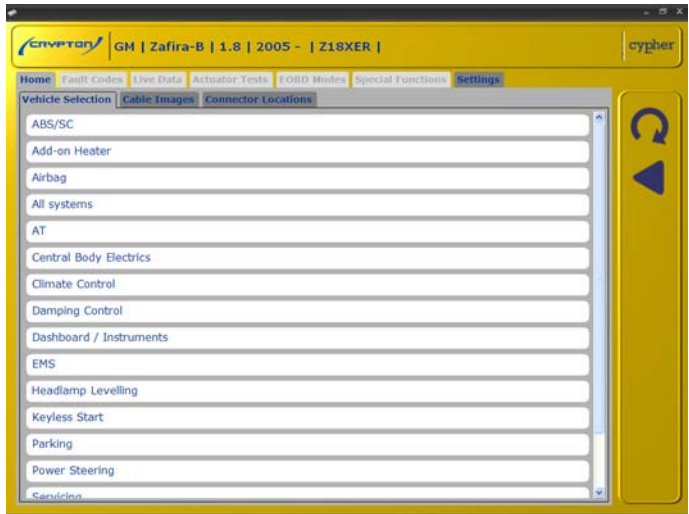 CRYPTON
GM | Zafira-B | 1.8 | 2005 - | Z18XER |
cypher
Home Fault Codes Live Data Actuator Tests EOBD Modes Special Functions Settings
Vehicle Selection Cable Images Connector Locations
ABS/SC
Add-on Heater
Airbag
All systems
AT
Central Body Electrics
Climate Control
Damping Control
Dashboard / Instruments
EMS
Headlamp Levelling
Keyless Start
Parking
Power Steering
Servicing